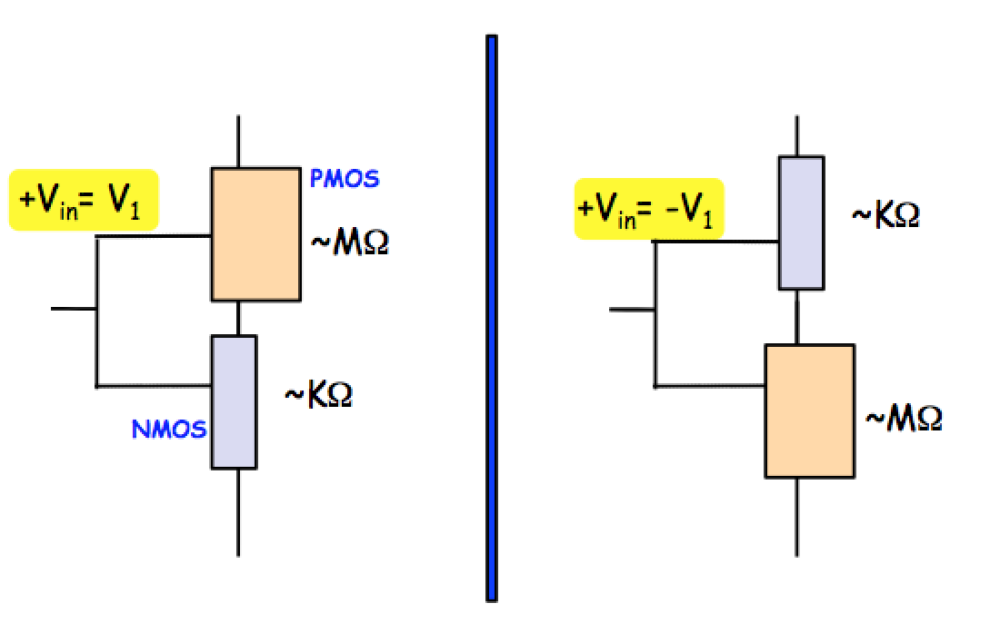 +Vin= V1
PMOS
~MΩ
~KΩ
NMOS
+Vin= -V1
~KΩ
~MΩ